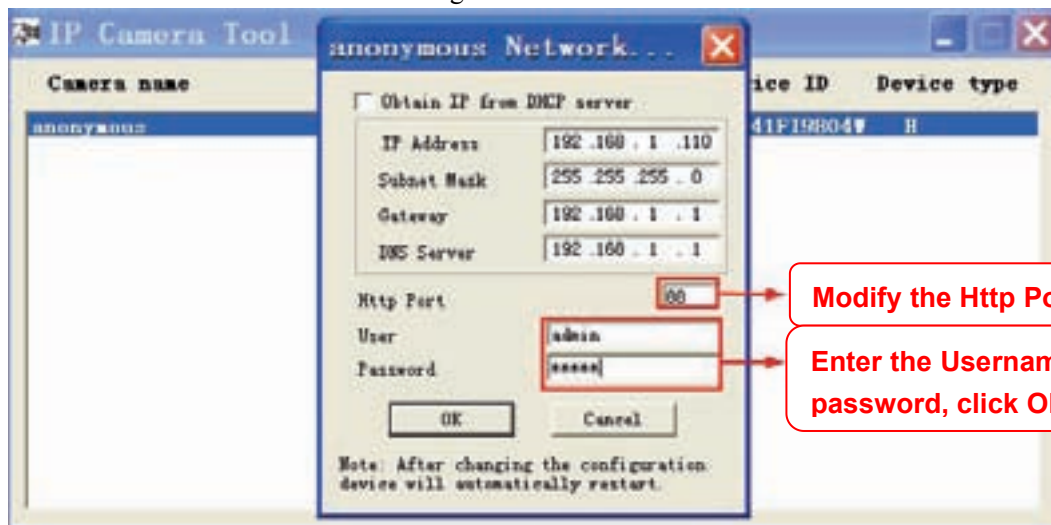 IP Camera Tool
anonymous Network...
Camera name
ice ID
Device type
anonymous
41F19804W
H
Obtain IP from DHCP server
IP Address
192 .168 . 1 .110
Subnet Mask
255 .255 .255 . 0
Gateway
192 .168 . 1 . 1
DNS Server
192 .168 . 1 . 1
Http Port
Modify the Http Po
User
admin
Password
*****
Enter the Usernam
password, click O
OK
Cancel
Note: After changing the configuration
device will automatically restart.